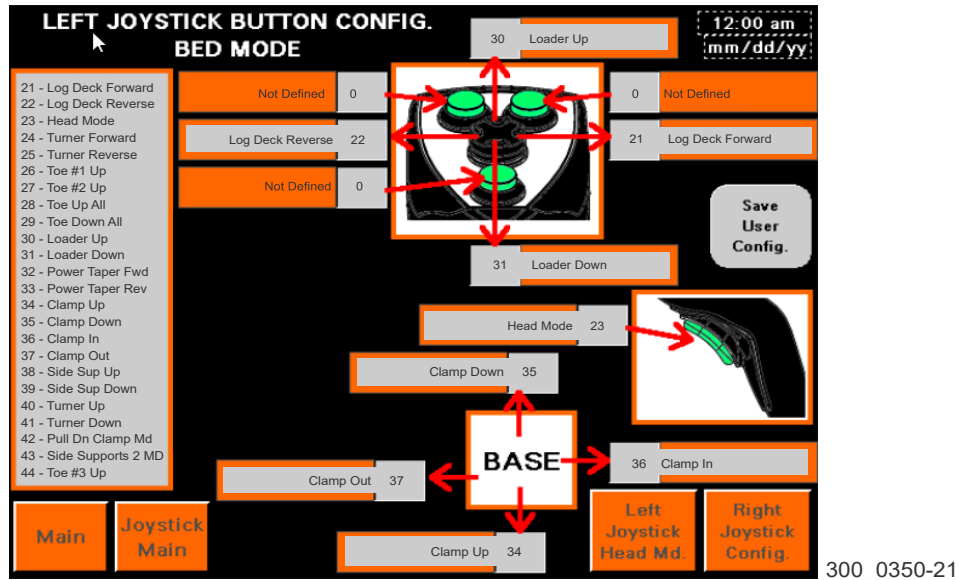 LEFT JOYSTICK BUTTON CONFIG.
BED MODE
12:00 am
mm/dd/yy
30 Loader Up
21 - Log Deck Forward
22 - Log Deck Reverse
23 - Head Mode
24 - Turner Forward
25 - Turner Reverse
26 - Toe #1 Up
27 - Toe #2 Up
28 - Toe Up All
29 - Toe Down All
30 - Loader Up
31 - Loader Down
32 - Power Taper Fwd
33 - Power Taper Rev
34 - Clamp Up
35 - Clamp Down
36 - Clamp In
37 - Clamp Out
38 - Side Sup Up
39 - Side Sup Down
40 - Turner Up
41 - Turner Down
42 - Pull Dn Clamp Md
43 - Side Supports 2 MD
44 - Toe #3 Up
Not Defined 0
0 Not Defined
Log Deck Reverse 22
21 Log Deck Forward
Not Defined 0
Save
User
Config.
31 Loader Down
Head Mode 23
Clamp Down 35
BASE
36 Clamp In
Clamp Out 37
Clamp Up 34
Main
Joystick
Main
Left
Joystick
Head Md.
Right
Joystick
Config.
300_0350-21